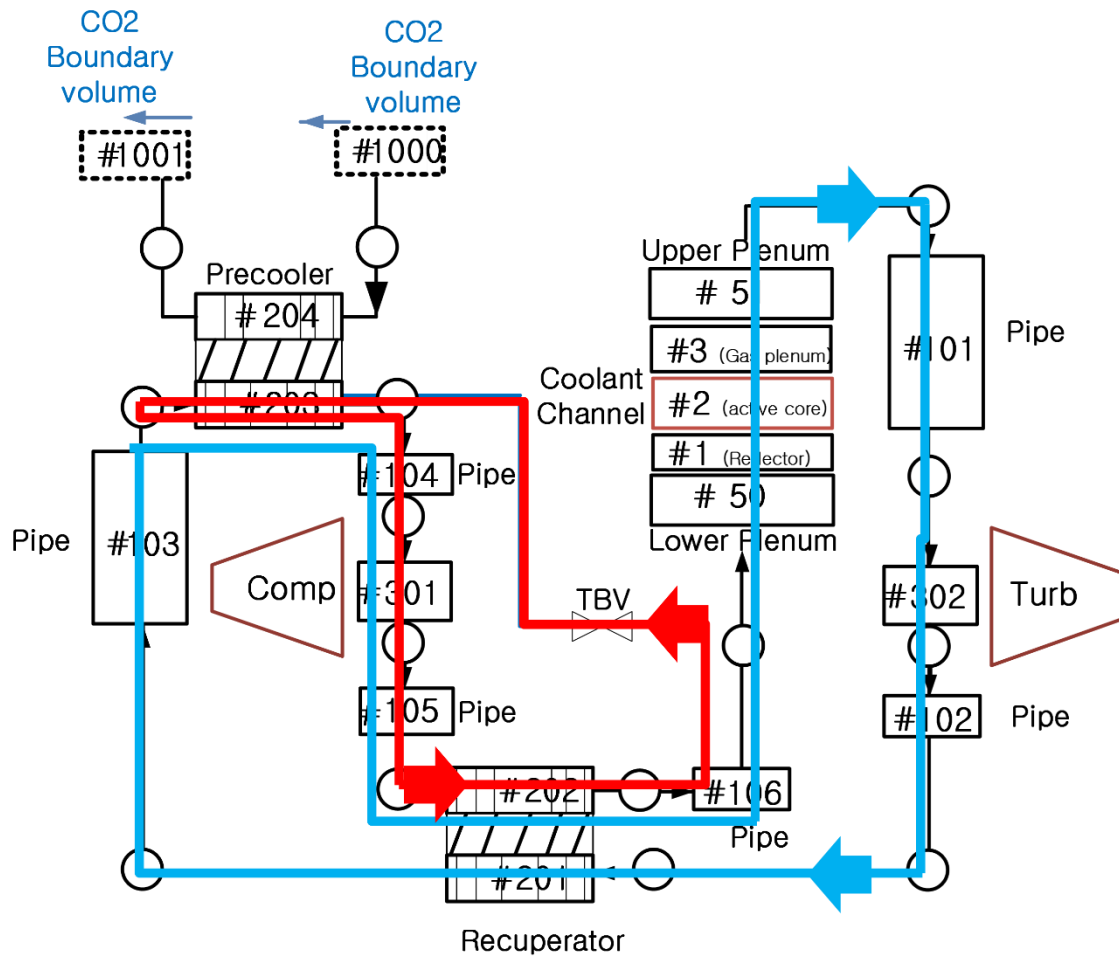 CO2
Boundary
volume
CO2
Boundary
volume
#1001
#1000
Precooler
#204
#203
Upper Plenum
# 5
#3 (Gas plenum)
Coolant
Channel
#2 (active core)
#1 (Reflector)
# 50
Lower Plenum
#101
Pipe
#104
Pipe
Pipe
#103
Comp
#301
TBV
#302
Turb
#105
Pipe
#102
Pipe
#202
#106
Pipe
#201
Recuperator